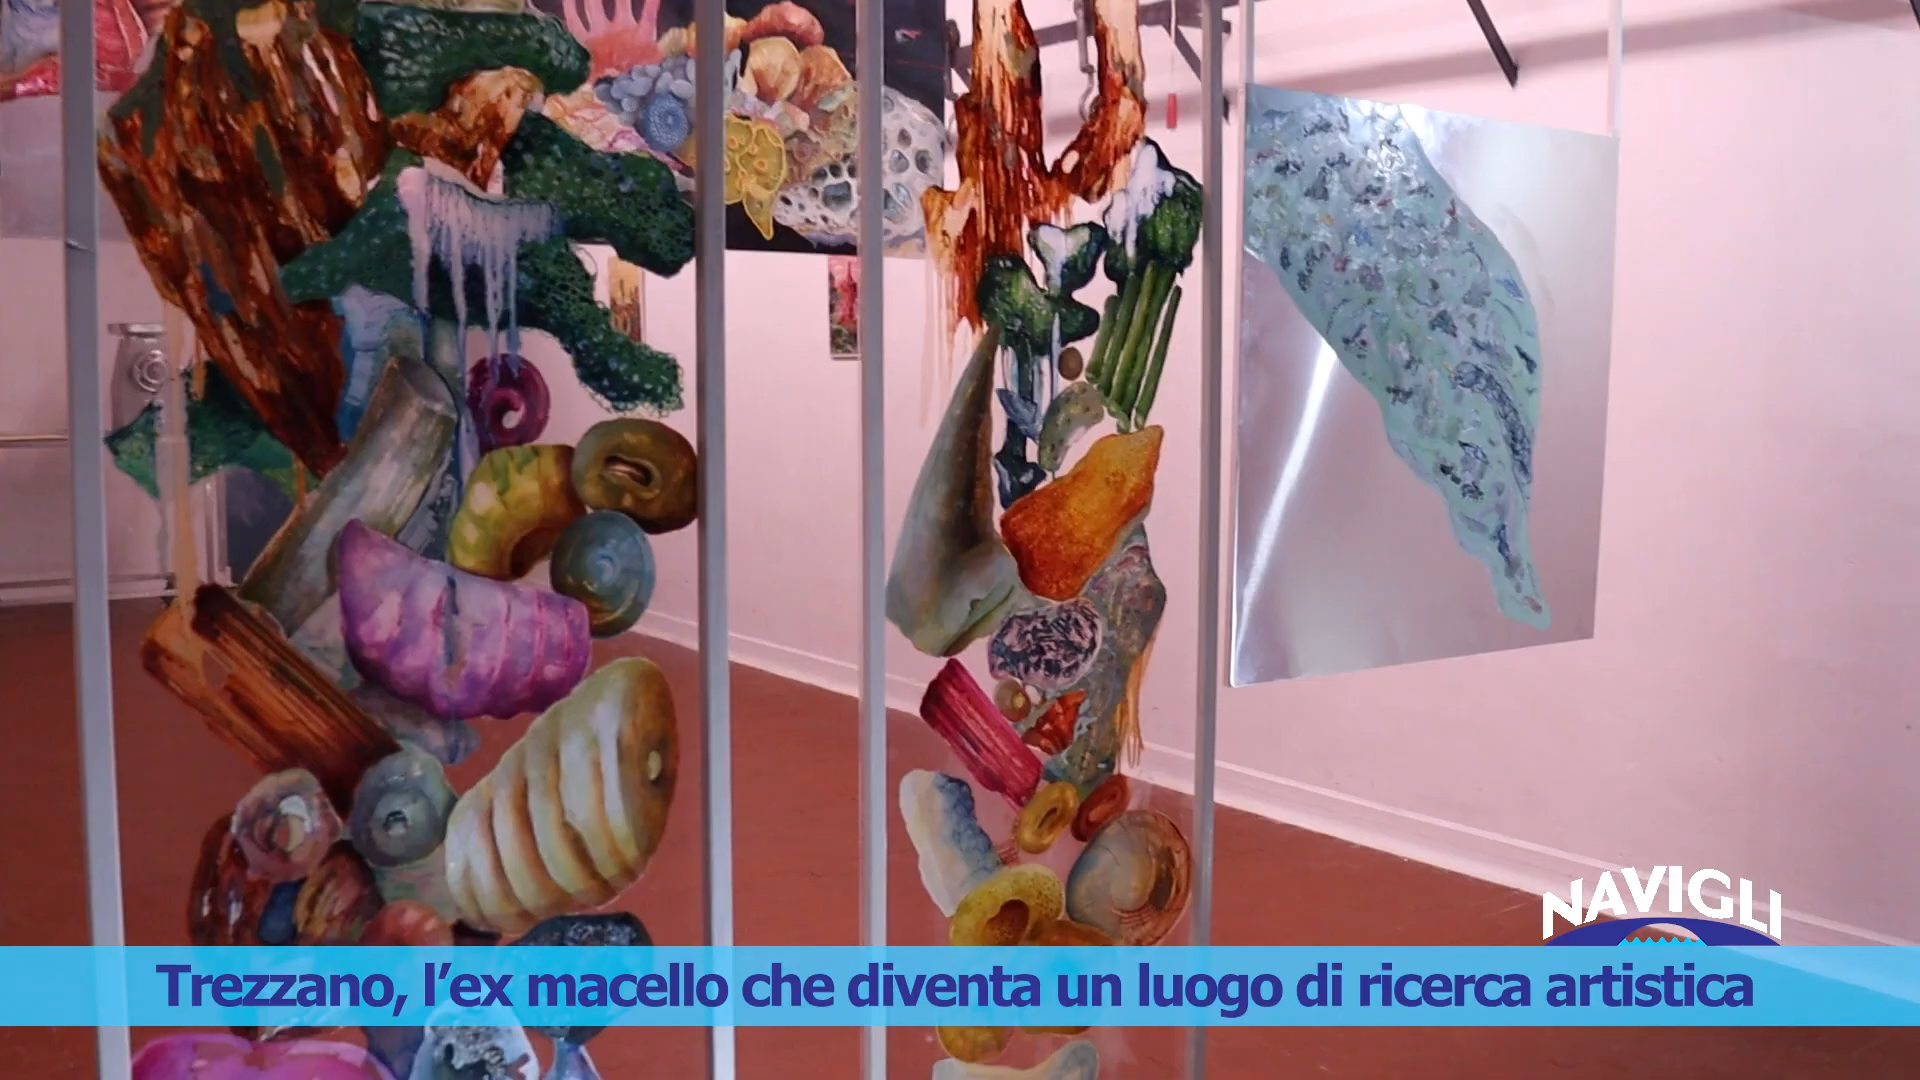 NAVIGLI
Trezzano, l'ex macello che diventa un luogo di ricerca artistica